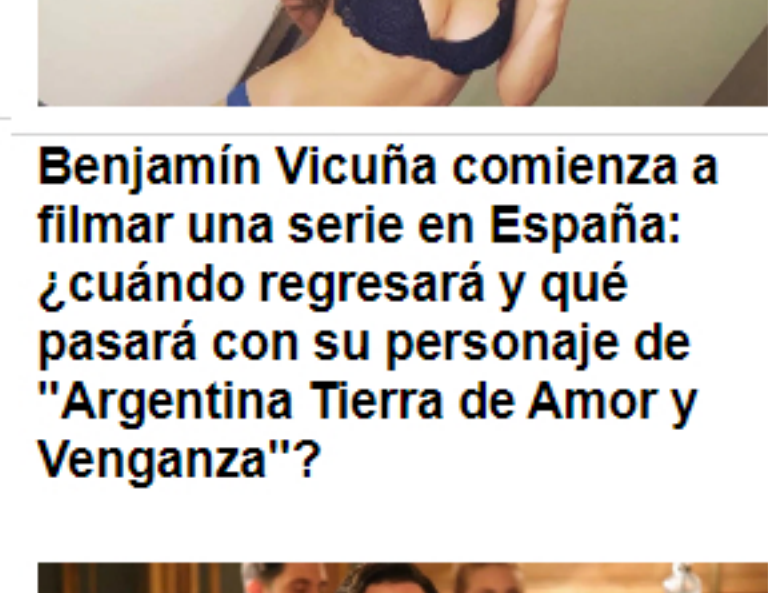 Benjamín Vicuña comienza a
filmar una serie en España:
¿cuándo regresará y qué
pasará con su personaje de
"Argentina Tierra de Amor y
Venganza"?